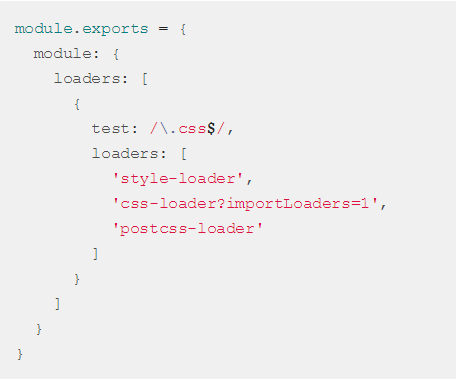 module.exports = {
  module: {
    loaders: [
      {
        test: /\.css$/,
        loaders: [
          'style-loader',
          'css-loader?importLoaders=1',
          'postcss-loader'
        ]
      }
    ]
  }
}